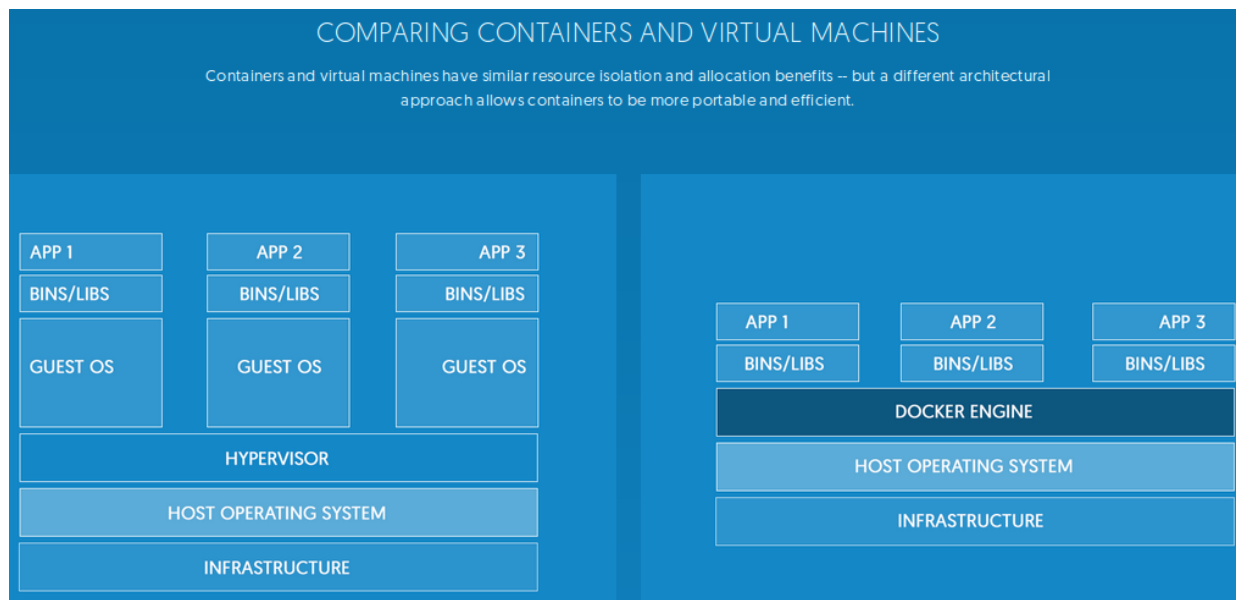 COMPARING CONTAINERS AND VIRTUAL MACHINES
Containers and virtual machines have similar resource isolation and allocation benefits -- but a different architectural
approach allows containers to be more portable and efficient.
APP 1 APP 2 APP 3
BINS/LIBS BINS/LIBS BINS/LIBS
GUEST OS GUEST OS GUEST OS
HYPERVISOR
HOST OPERATING SYSTEM
INFRASTRUCTURE
APP 1 APP 2 APP 3
BINS/LIBS BINS/LIBS BINS/LIBS
DOCKER ENGINE
HOST OPERATING SYSTEM
INFRASTRUCTURE